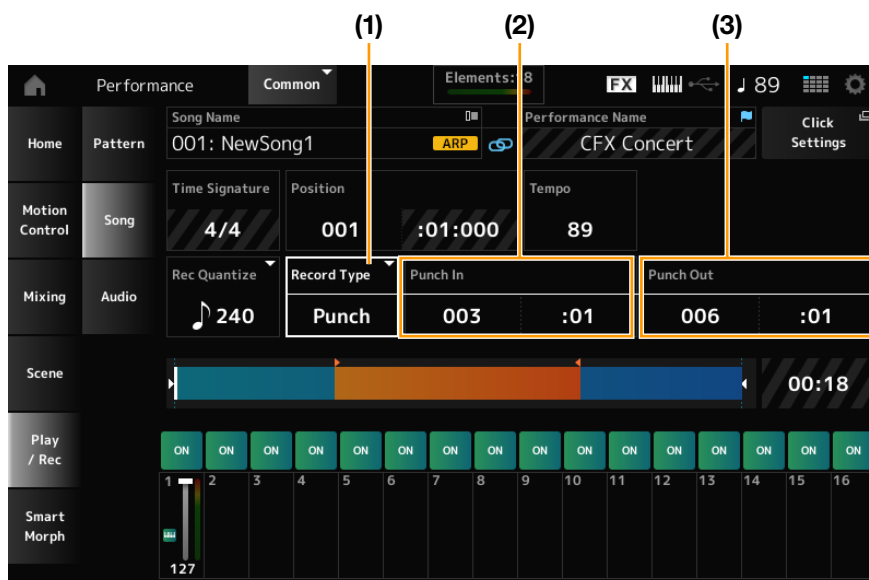 (1) (2) (3)
Performance Common Elements: 8 FX 89
Home Pattern Song Name Performance Name Click Settings
001: NewSong1 ARP CFX Concert
Motion Control Song Time Signature Position Tempo
4/4 001 :01:000 89
Mixing Audio Rec Quantize Record Type Punch In Punch Out
240 Punch 003 :01 006 :01
Scene 00:18
Play / Rec ON ON ON ON ON ON ON ON ON ON ON ON ON ON ON ON
1 2 3 4 5 6 7 8 9 10 11 12 13 14 15 16
Smart Morph
127